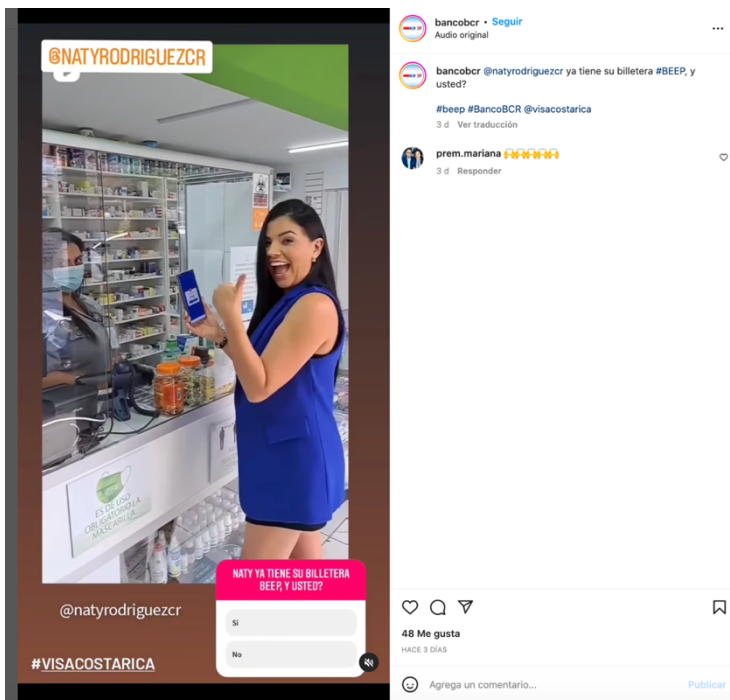 @NATYRODRIGUEZCR
ES DE USO
OBLIGATORIO LA
MASCARILLA
NATY YA TIENE SU BILLETERA
BEEP, Y USTED?
Si
No
@natyrodriguezcr
#VISACOSTARICA
bancobcr • Seguir
Audio original
bancobcr @natyrodriguezcr ya tiene su billetera #BEEP, y
usted?
#beep #BancoBCR @visacostarica
3 d Ver traducción
prem.mariana
3 d Responder
48 Me gusta
HACE 3 DÍAS
Agrega un comentario...
Publicar